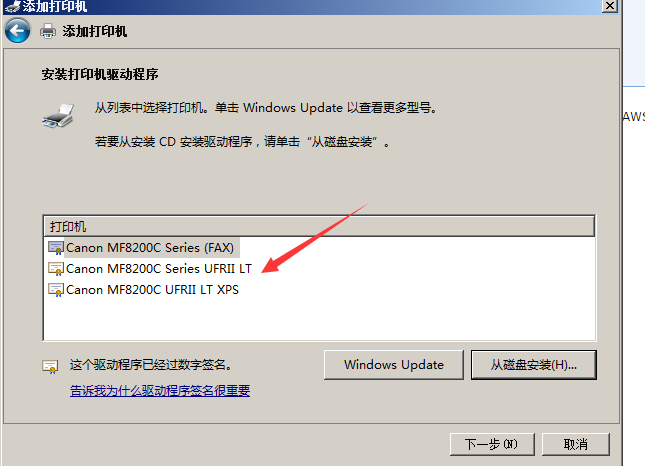 添加打印机
添加打印机
安装打印机驱动程序
从列表中选择打印机。单击 Windows Update 以查看更多型号。
若要从安装 CD 安装驱动程序，请单击“从磁盘安装”。
打印机
Canon MF8200C Series (FAX)
Canon MF8200C Series UFRII LT
Canon MF8200C UFRII LT XPS
这个驱动程序已经过数字签名。
告诉我为什么驱动程序签名很重要
Windows Update
从磁盘安装(H)...
下一步(N)
取消
AWS